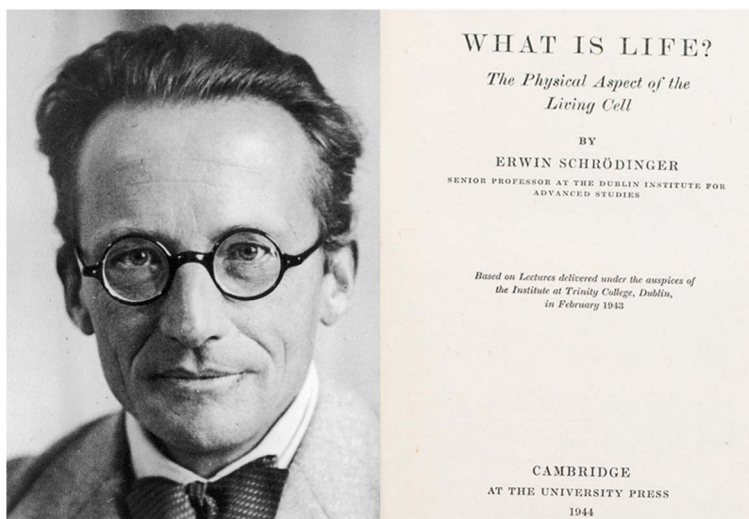 WHAT IS LIFE?
The Physical Aspect of the
Living Cell
BY
ERWIN SCHRÖDINGER
SENIOR PROFESSOR AT THE DUBLIN INSTITUTE FOR
ADVANCED STUDIES
Based on Lectures delivered under the auspices of
the Institute at Trinity College, Dublin,
in February 1943
CAMBRIDGE
AT THE UNIVERSITY PRESS
1944